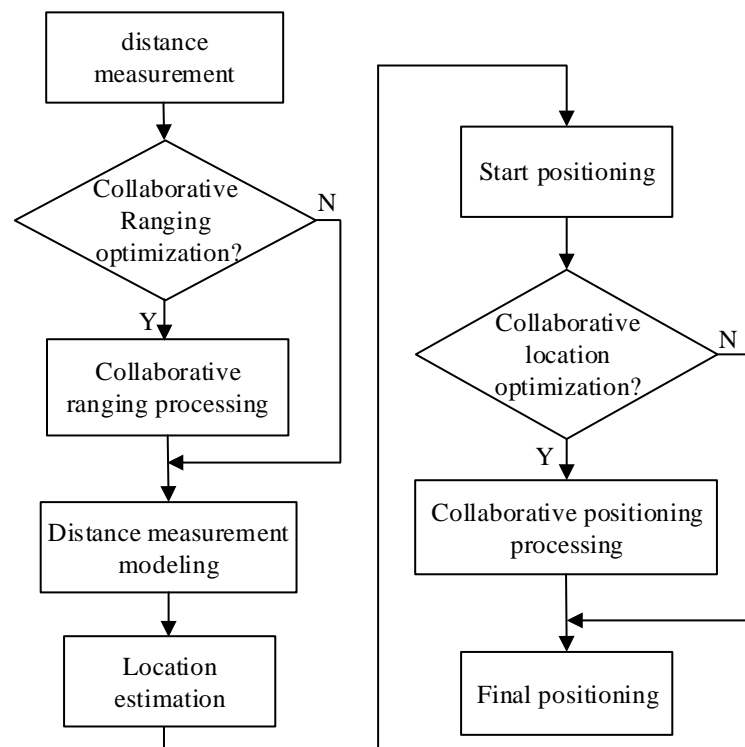 distance
measurement
Collaborative
Ranging
optimization?
N
Y
Collaborative
ranging processing
Distance measurement
modeling
Location
estimation
Start positioning
Collaborative
location
optimization?
N
Y
Collaborative positioning
processing
Final positioning